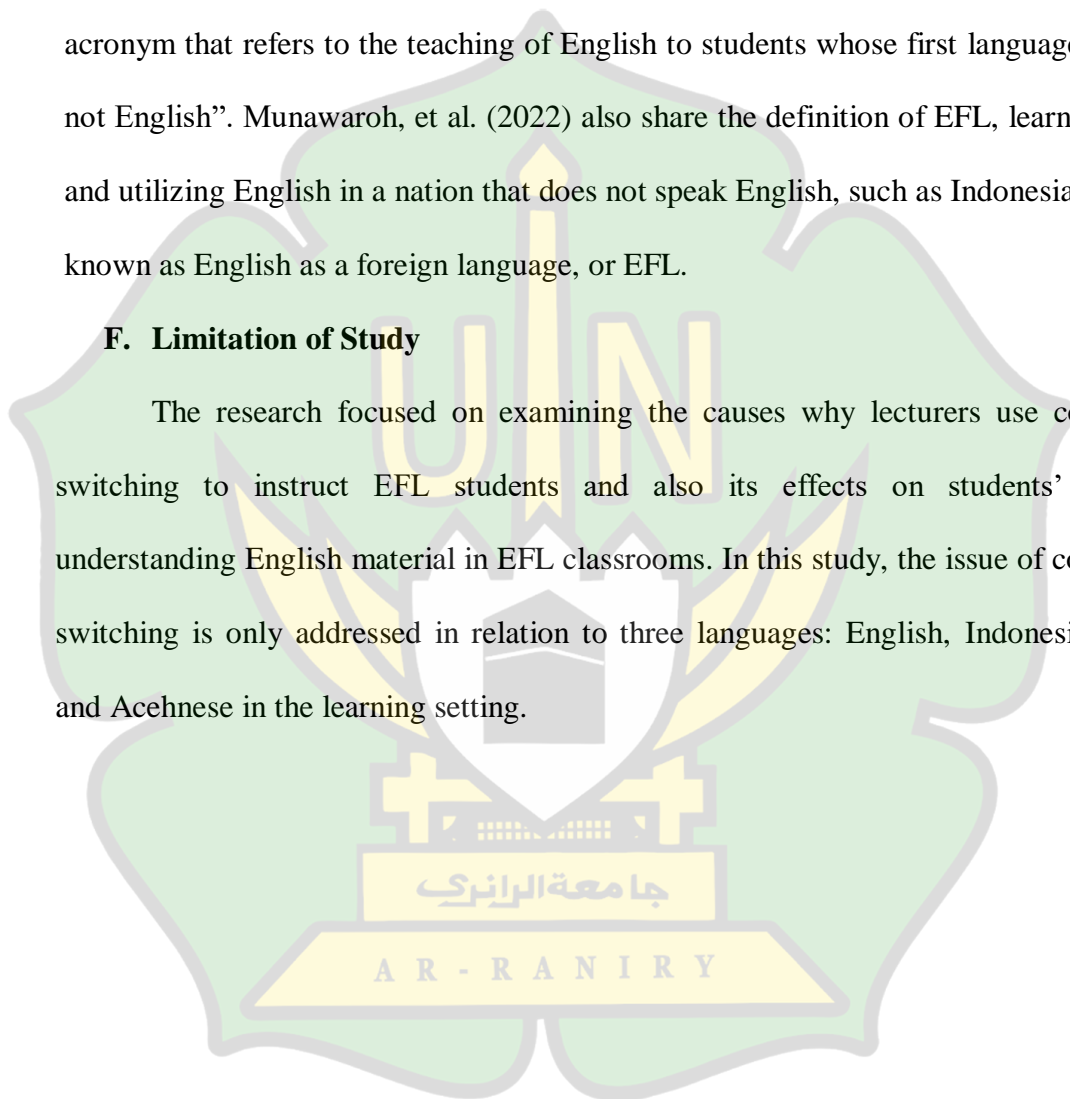 acronym that refers to the teaching of English to students whose first language
not English”. Munawaroh, et al. (2022) also share the definition of EFL, learn
and utilizing English in a nation that does not speak English, such as Indonesia
known as English as a foreign language, or EFL.
F. Limitation of Study
The research focused on examining the causes why lecturers use co
switching to instruct EFL students and also its effects on students’
understanding English material in EFL classrooms. In this study, the issue of co
switching is only addressed in relation to three languages: English, Indonesi
and Acehnese in the learning setting.
UIN
جامعة الرانري
AR-RANIRY